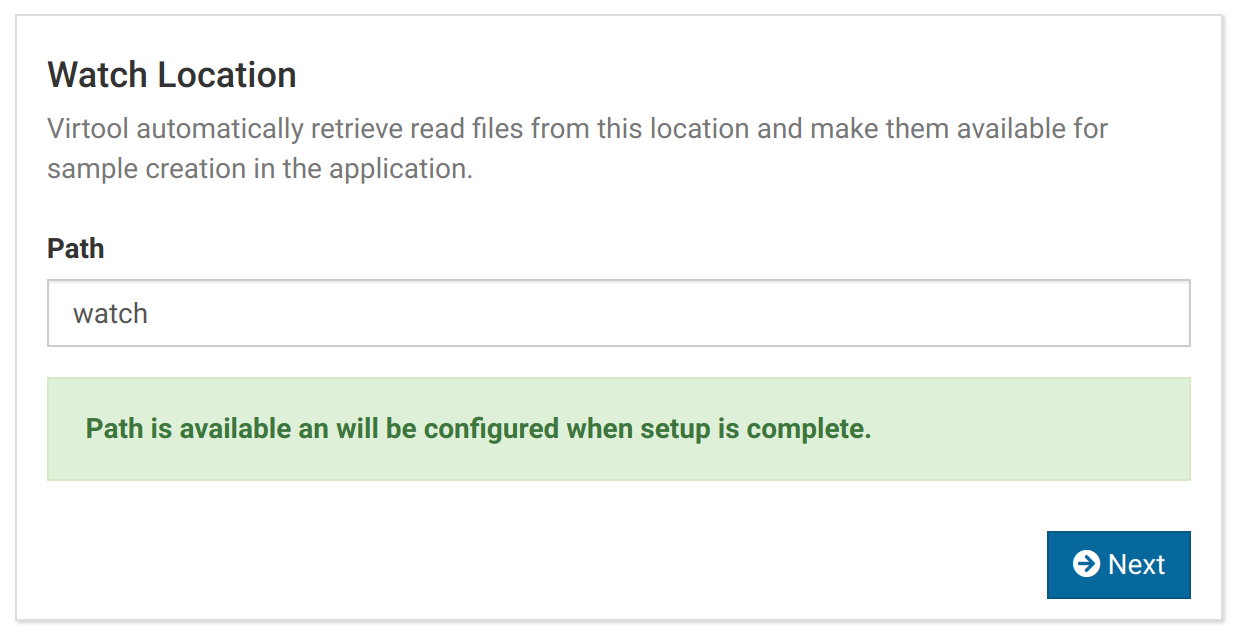 Watch Location
Virtool automatically retrieve read files from this location and make them available for
sample creation in the application.
Path
watch
Path is available an will be configured when setup is complete.
Next